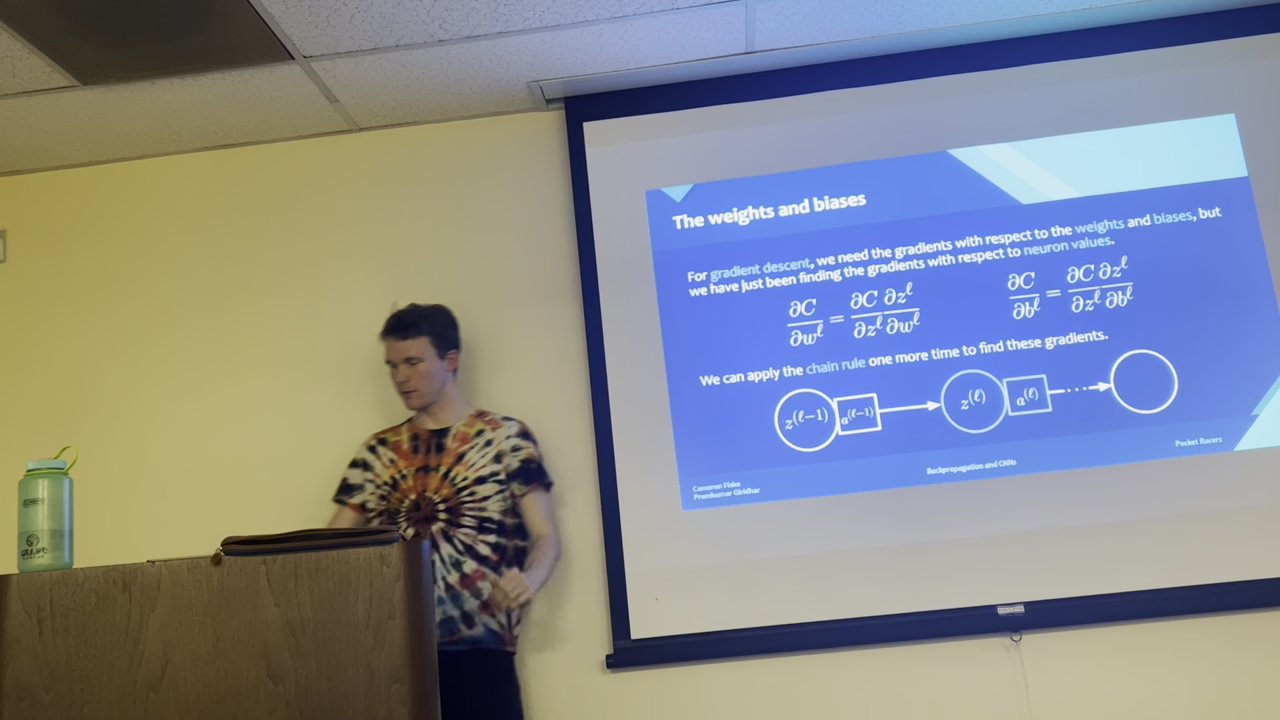 The weights and biases
For gradient descent, we need the gradients with respect to the weights and biases, but
we have just been finding the gradients with respect to neuron values.
∂C/∂w^ℓ = ∂C/∂z^ℓ ∂z^ℓ/∂w^ℓ
∂C/∂b^ℓ = ∂C/∂z^ℓ ∂z^ℓ/∂b^ℓ
We can apply the chain rule one more time to find these gradients.
z^(ℓ−1) a^(ℓ−1) z^(ℓ) a^(ℓ)
Cameron Fiske
Premkumar Giridhar
Backpropagation and CNNs
Pocket Racers